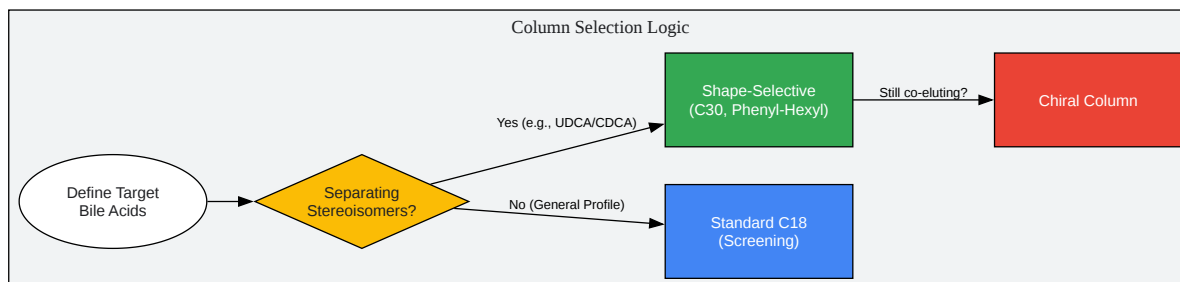 Column Selection Logic
Define Target
Bile Acids
Separating
Stereoisomers?
Yes (e.g., UDCA/CDCA)
Shape-Selective
(C30, Phenyl-Hexyl)
Still co-eluting?
Chiral Column
No (General Profile)
Standard C18
(Screening)